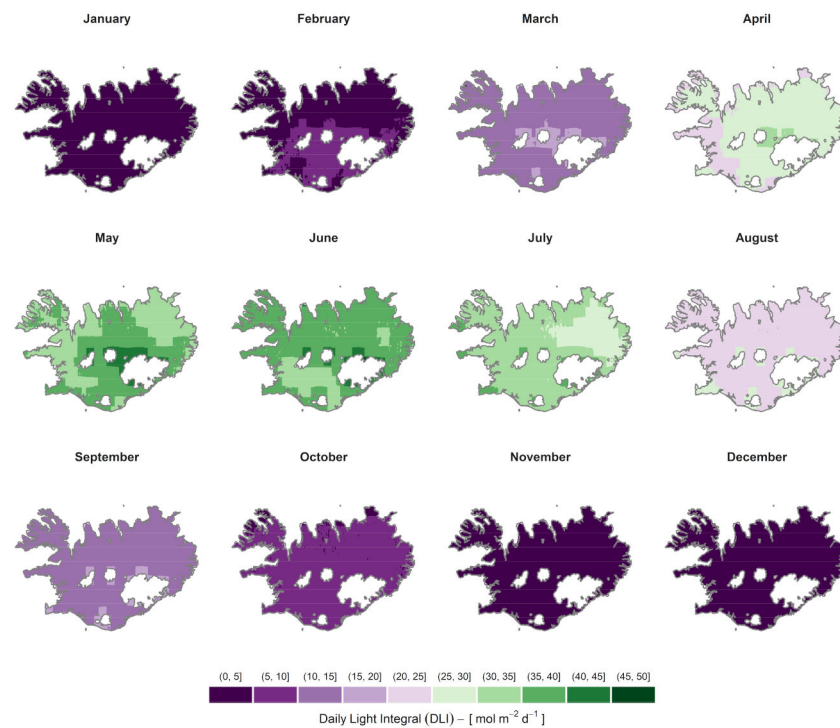 January February March April
May June July August
September October November December
(0, 5] (5, 10] (10, 15] (15, 20] (20, 25] (25, 30] (30, 35] (35, 40] (40, 45] (45, 50]
Daily Light Integral (DLI) − [ mol m⁻² d⁻¹ ]